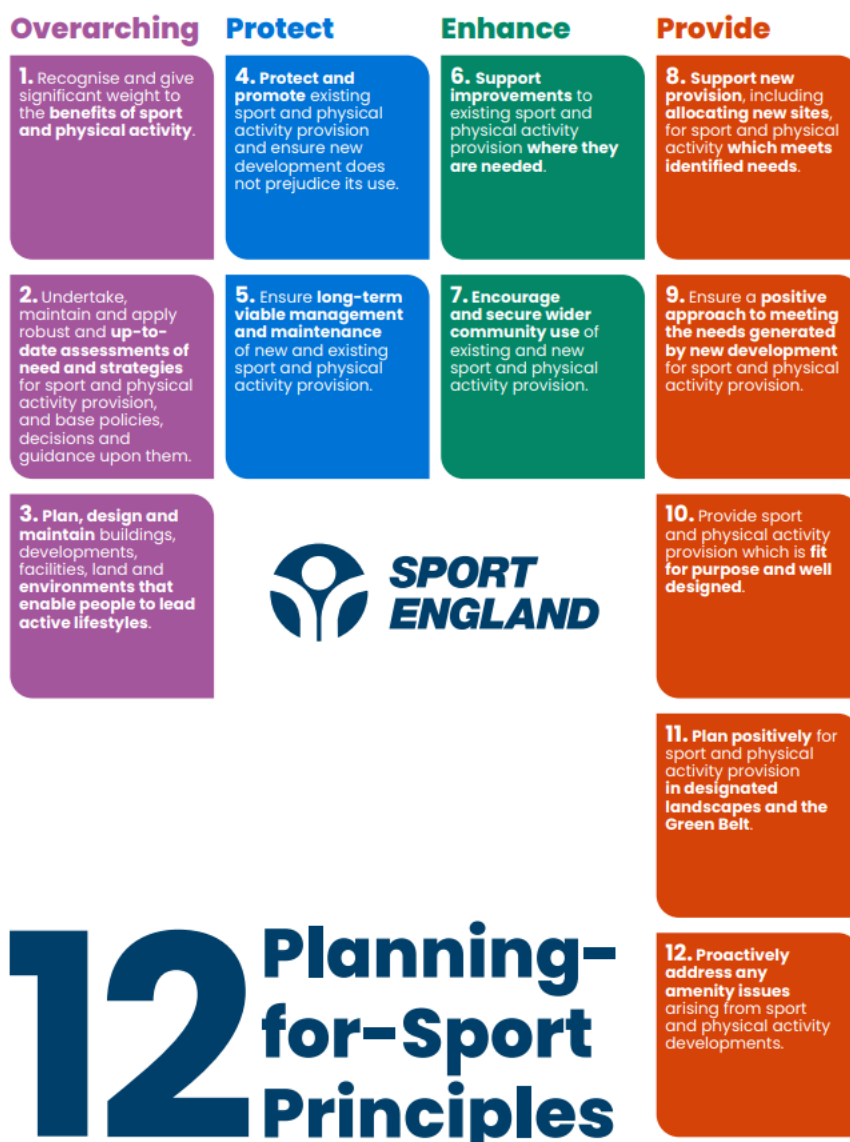 Overarching
1. Recognise and give
significant weight to
the benefits of sport
and physical activity.
2. Undertake,
maintain and apply
robust and up-to-
date assessments of
need and strategies
for sport and physical
activity provision,
and base policies,
decisions and
guidance upon them.
3. Plan, design and
maintain buildings,
developments,
facilities, land and
environments that
enable people to lead
active lifestyles.
Protect
4. Protect and
promote existing
sport and physical
activity provision
and ensure new
development does
not prejudice its use.
5. Ensure long-term
viable management
and maintenance
of new and existing
sport and physical
activity provision.
Enhance
6. Support
improvements to
existing sport and
physical activity
provision where they
are needed.
7. Encourage
and secure wider
community use of
existing and new
sport and physical
activity provision.
Provide
8. Support new
provision, including
allocating new sites,
for sport and physical
activity which meets
identified needs.
9. Ensure a positive
approach to meeting
the needs generated
by new development
for sport and physical
activity provision.
10. Provide sport
and physical activity
provision which is fit
for purpose and well
designed.
11. Plan positively for
sport and physical
activity provision
in designated
landscapes and the
Green Belt.
12. Proactively
address any
amenity issues
arising from sport
and physical activity
developments.
SPORT
ENGLAND
12 Planning-
for-Sport
Principles